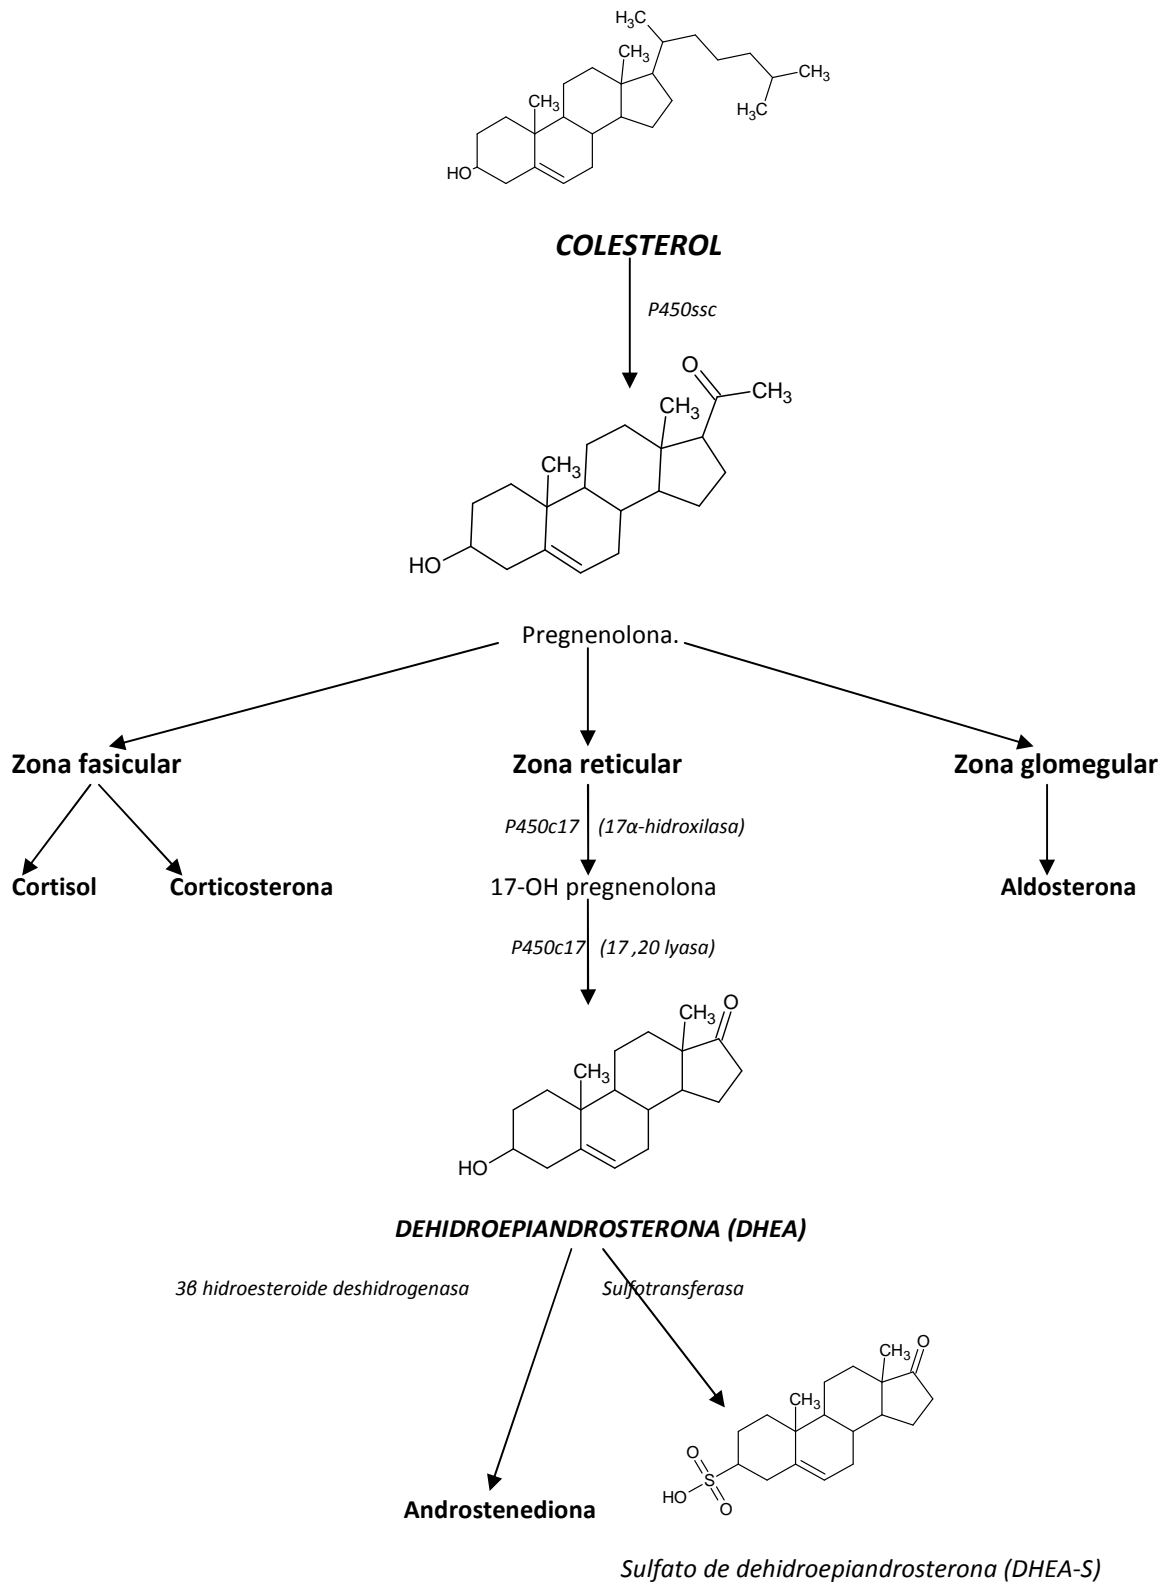 H₃C
CH₃
CH₃
CH₃
H₃C
HO
COLESTEROL
P450ssc
O
CH₃
CH₃
CH₃
HO
Pregnenolona.
Zona fasicular
Zona reticular
Zona glomegular
P450c17 (17α-hidroxilasa)
Cortisol
Corticosterona
17-OH pregnenolona
Aldosterona
P450c17 (17 ,20 lyasa)
O
CH₃
CH₃
HO
DEHIDROEPIANDROSTERONA (DHEA)
3β hidroesteroide deshidrogenasa
Sulfotransferasa
O
CH₃
CH₃
O
S
HO
O
Androstenediona
Sulfato de dehidroepiandrosterona (DHEA-S)